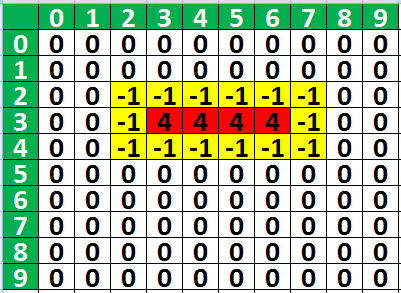 0 1 2 3 4 5 6 7 8 9
0 0 0 0 0 0 0 0 0 0 0
1 0 0 0 0 0 0 0 0 0 0
2 0 0 -1 -1 -1 -1 -1 -1 0 0
3 0 0 -1 4 4 4 4 -1 0 0
4 0 0 -1 -1 -1 -1 -1 -1 0 0
5 0 0 0 0 0 0 0 0 0 0
6 0 0 0 0 0 0 0 0 0 0
7 0 0 0 0 0 0 0 0 0 0
8 0 0 0 0 0 0 0 0 0 0
9 0 0 0 0 0 0 0 0 0 0